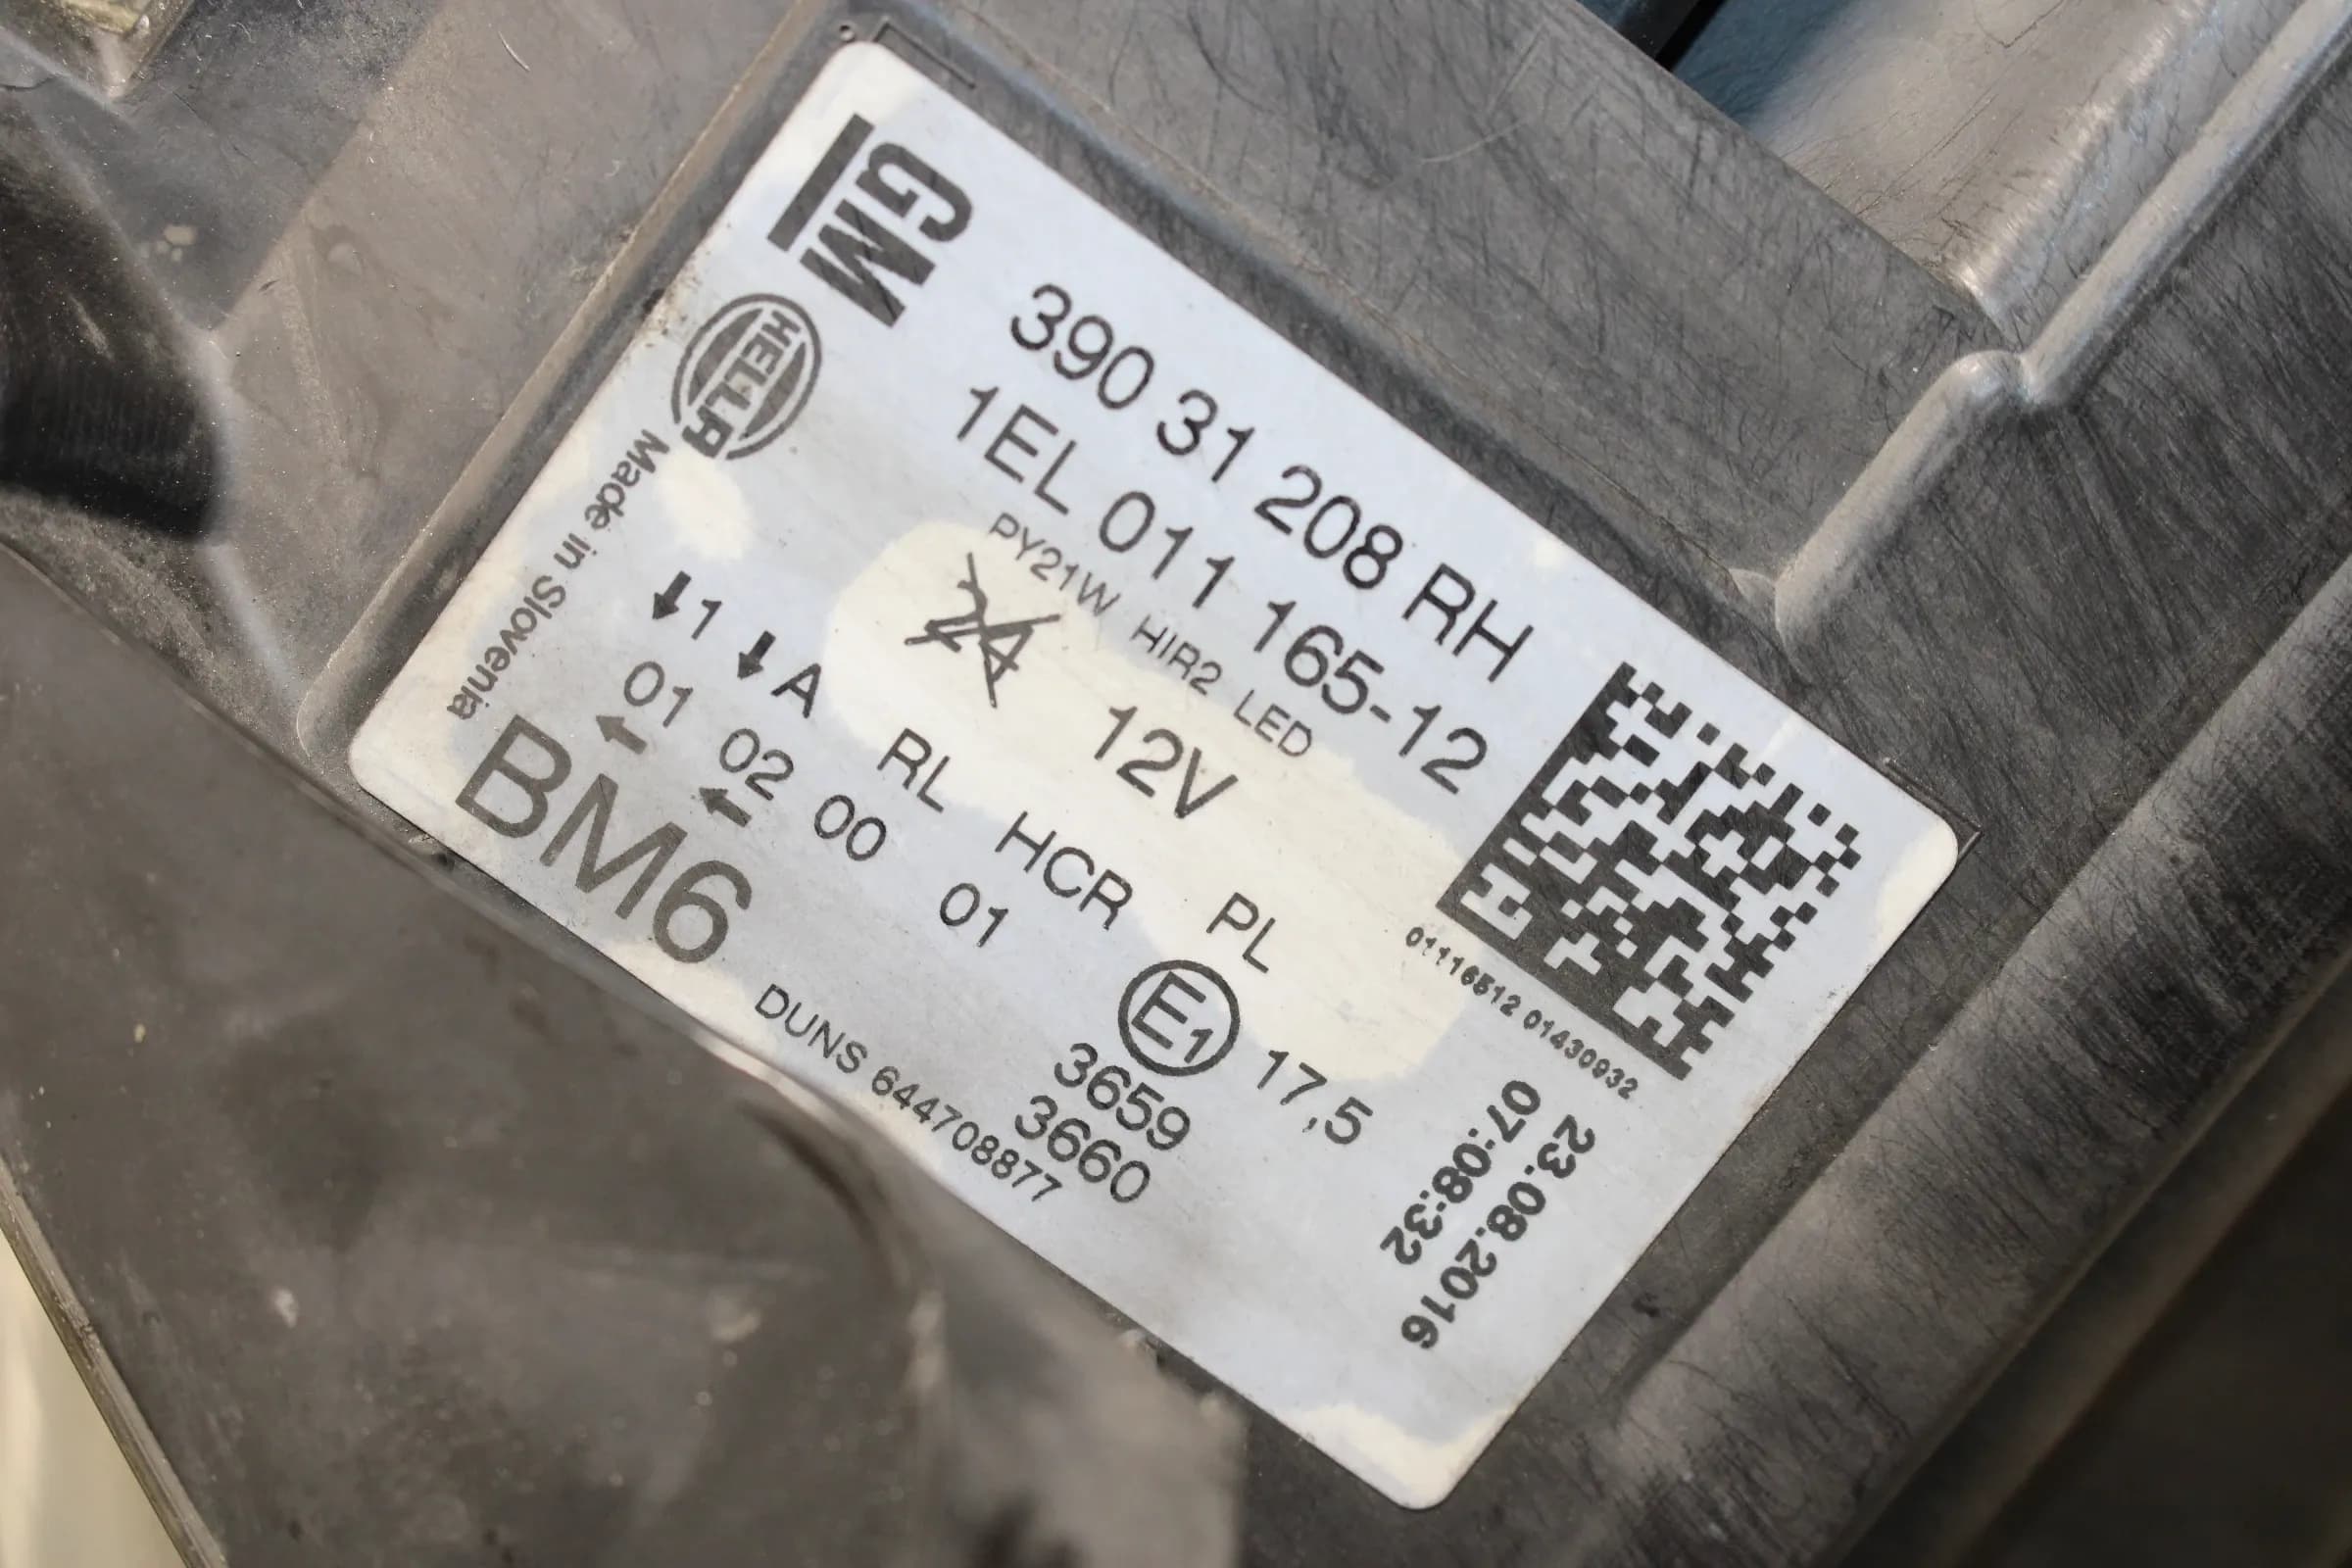 GM
HELLA
Made in Slovenia
390 31 208 RH
1EL 011 165-12
PY21W HIR2 LED
24 12V
↓1 ↓A RL HCR PL
01 02 00 01
BM6
E1 17,5
3659
3660
DUNS 644708877
01116512 01430932
23.08.2016
07:08:32